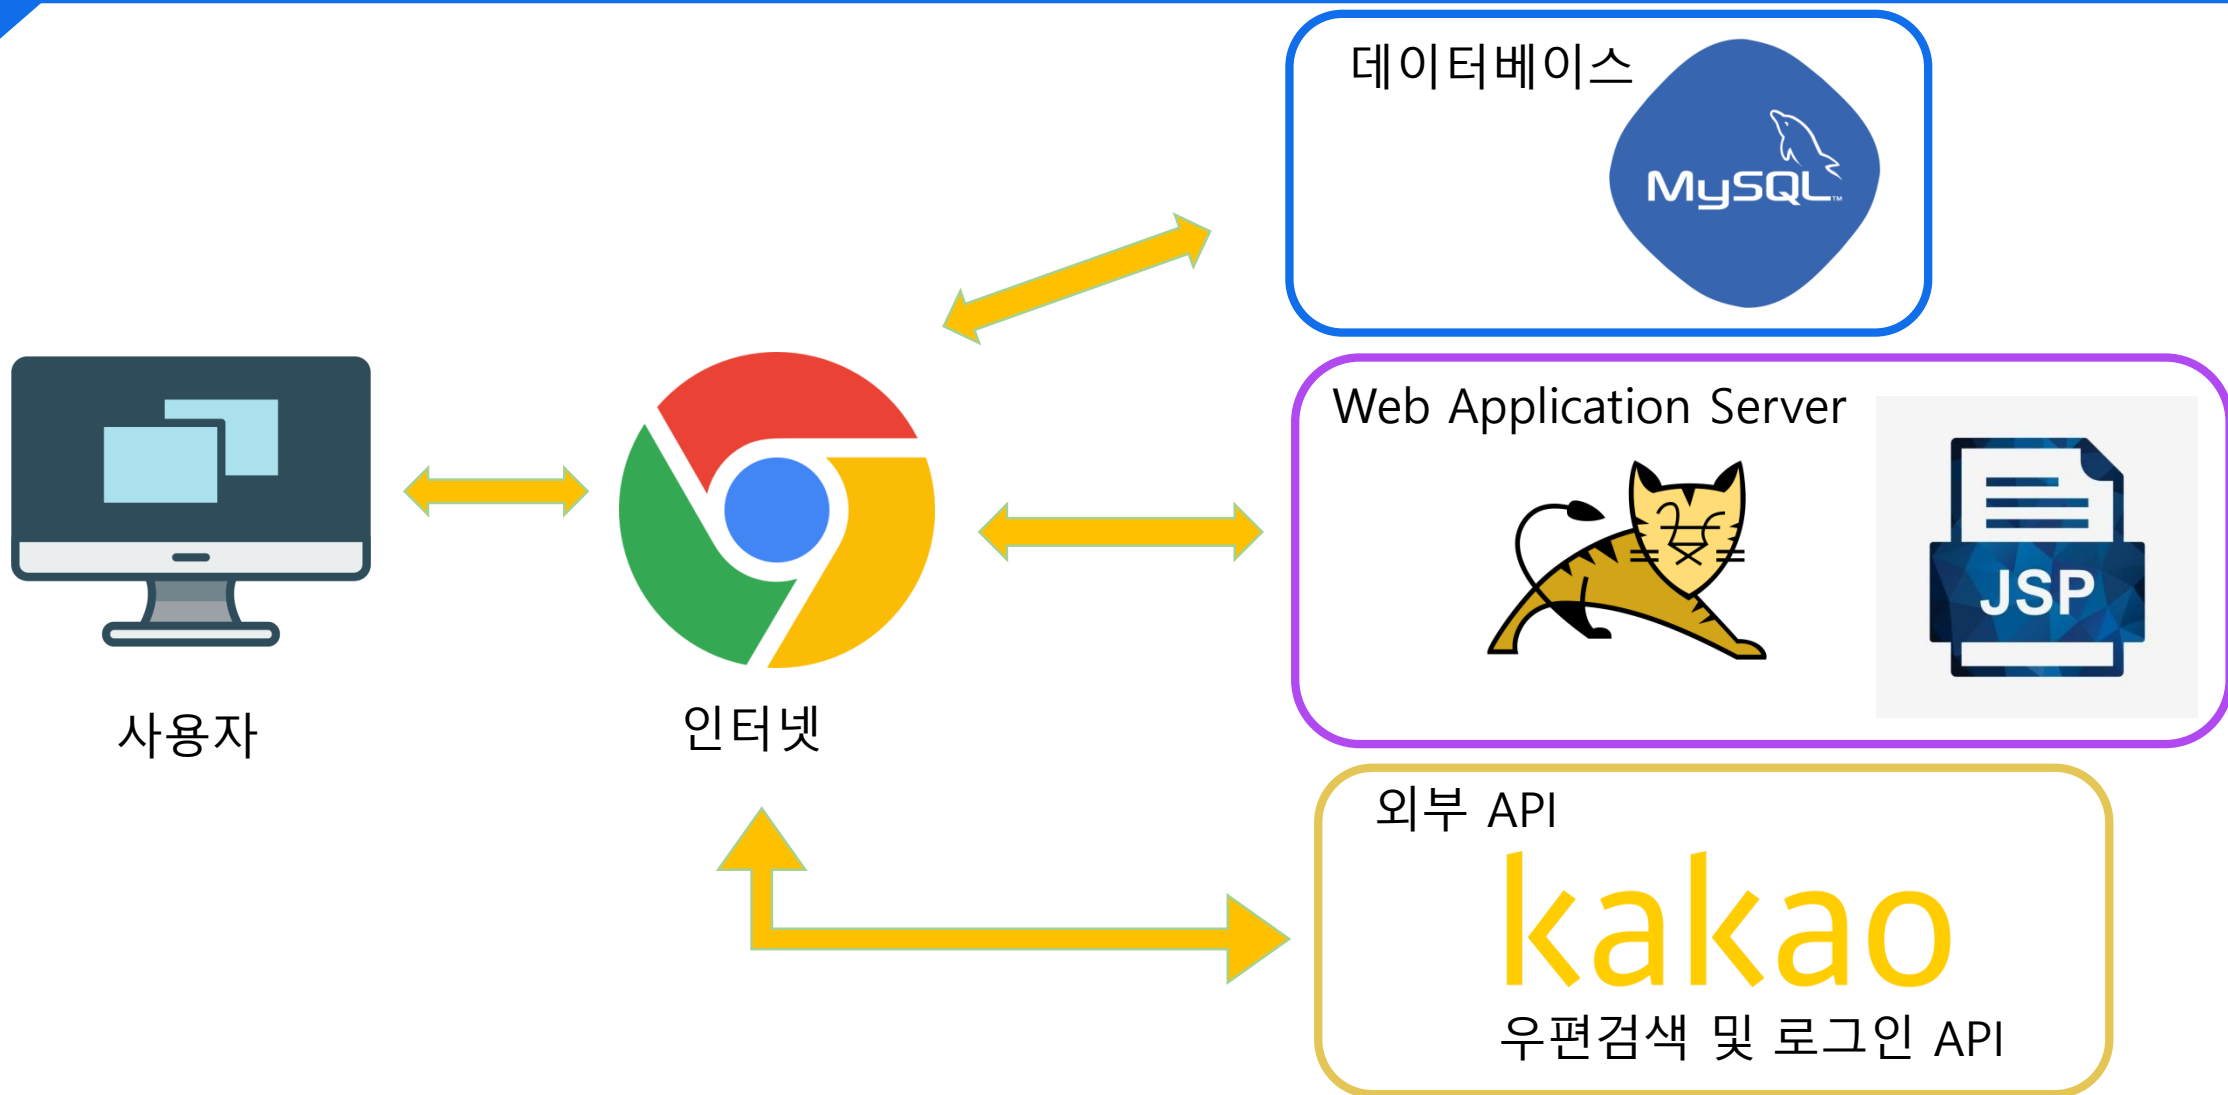 데이터베이스
MySQL™
Web Application Server
JSP
사용자
인터넷
외부 API
kakao
우편검색 및 로그인 API